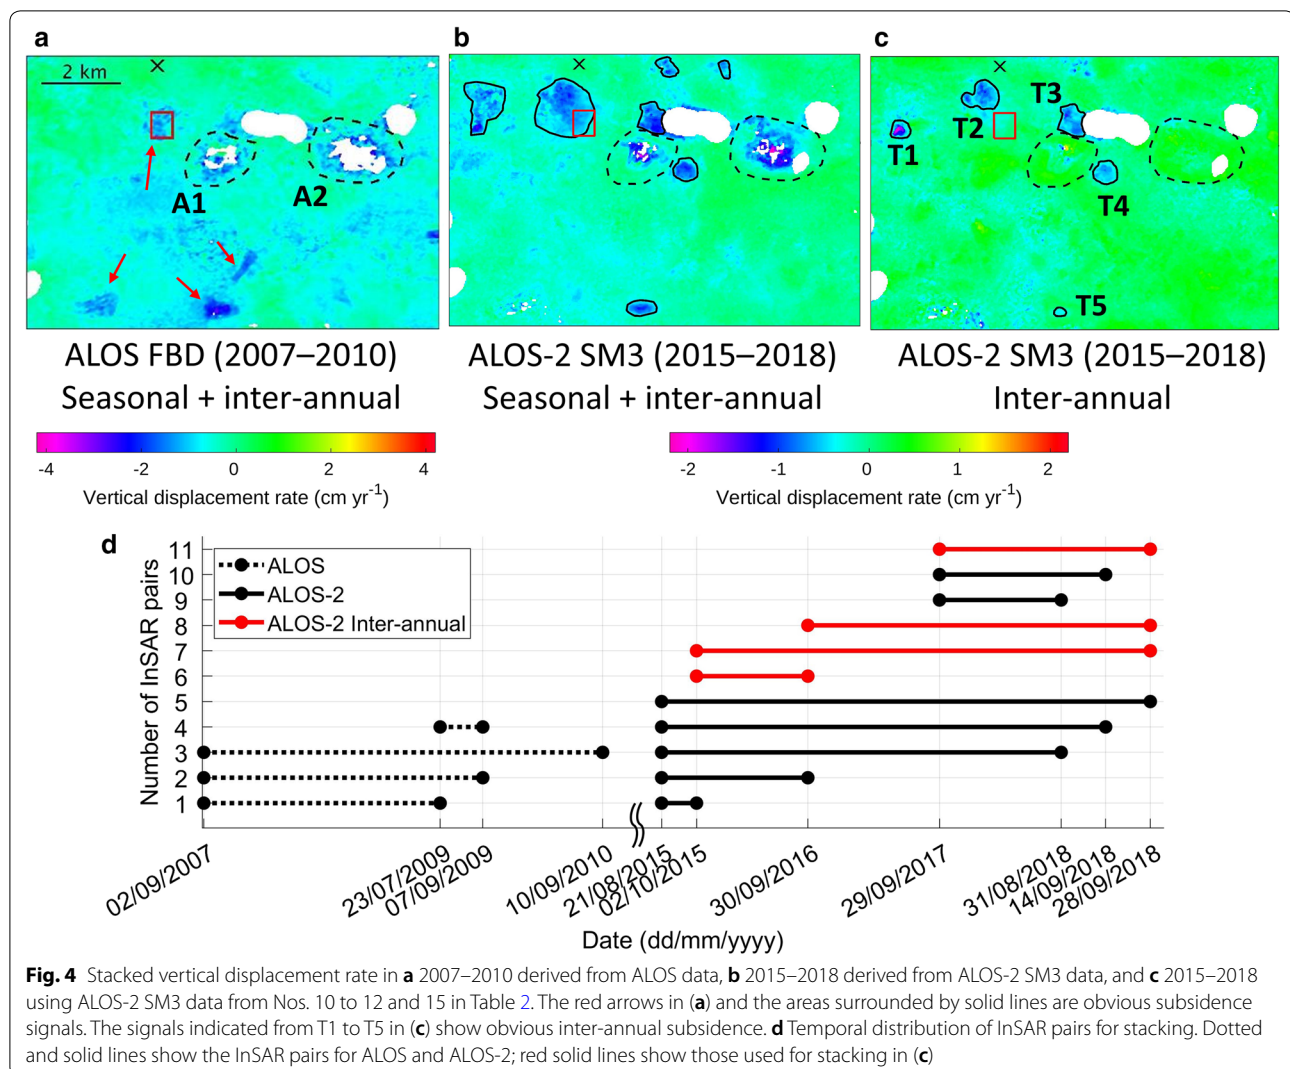 a
b
c
2 km
A1
A2
T1
T2
T3
T4
T5
ALOS FBD (2007–2010)
Seasonal + inter-annual
ALOS-2 SM3 (2015–2018)
Seasonal + inter-annual
ALOS-2 SM3 (2015–2018)
Inter-annual
-4 -2 0 2 4
Vertical displacement rate (cm yr-1)
-2 -1 0 1 2
Vertical displacement rate (cm yr-1)
d
Number of InSAR pairs
11
10
9
8
7
6
5
4
3
2
1
ALOS
ALOS-2
ALOS-2 Inter-annual
02/09/2007
23/07/2009
07/09/2009
10/09/2010
21/08/2015
02/10/2015
30/09/2016
29/09/2017
31/08/2018
14/09/2018
28/09/2018
Date (dd/mm/yyyy)
Fig. 4 Stacked vertical displacement rate in a 2007–2010 derived from ALOS data, b 2015–2018 derived from ALOS-2 SM3 data, and c 2015–2018
using ALOS-2 SM3 data from Nos. 10 to 12 and 15 in Table 2. The red arrows in (a) and the areas surrounded by solid lines are obvious subsidence
signals. The signals indicated from T1 to T5 in (c) show obvious inter-annual subsidence. d Temporal distribution of InSAR pairs for stacking. Dotted
and solid lines show the InSAR pairs for ALOS and ALOS-2; red solid lines show those used for stacking in (c)